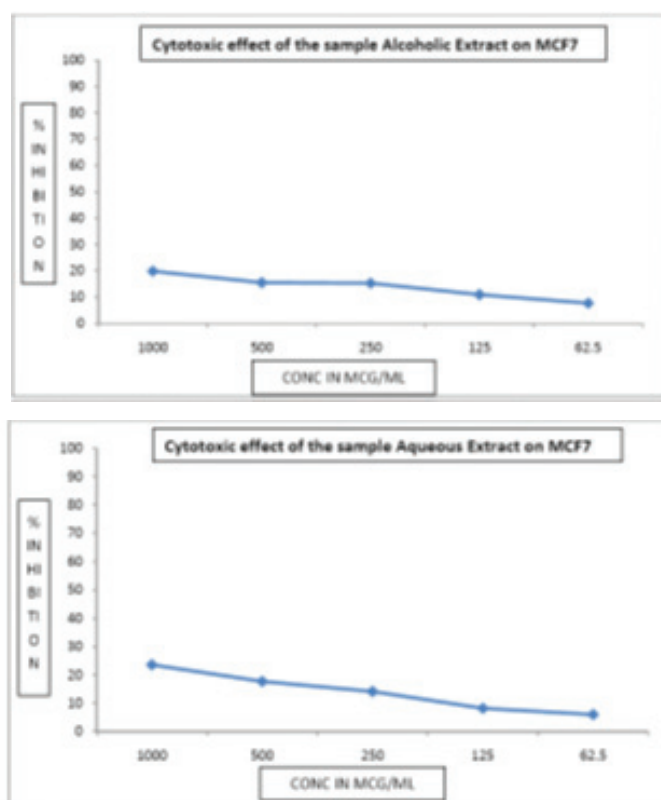 Cytotoxic effect of the sample Alcoholic Extract on MCF7
100
90
80
70
60
50
40
30
20
10
0
%
IN
HI
BI
TI
O
N
1000 500 250 125 62.5
CONC IN MCG/ML
Cytotoxic effect of the sample Aqueous Extract on MCF7
100
90
80
70
60
50
40
30
20
10
0
%
IN
HI
BI
TI
O
N
1000 500 250 125 62.5
CONC IN MCG/ML